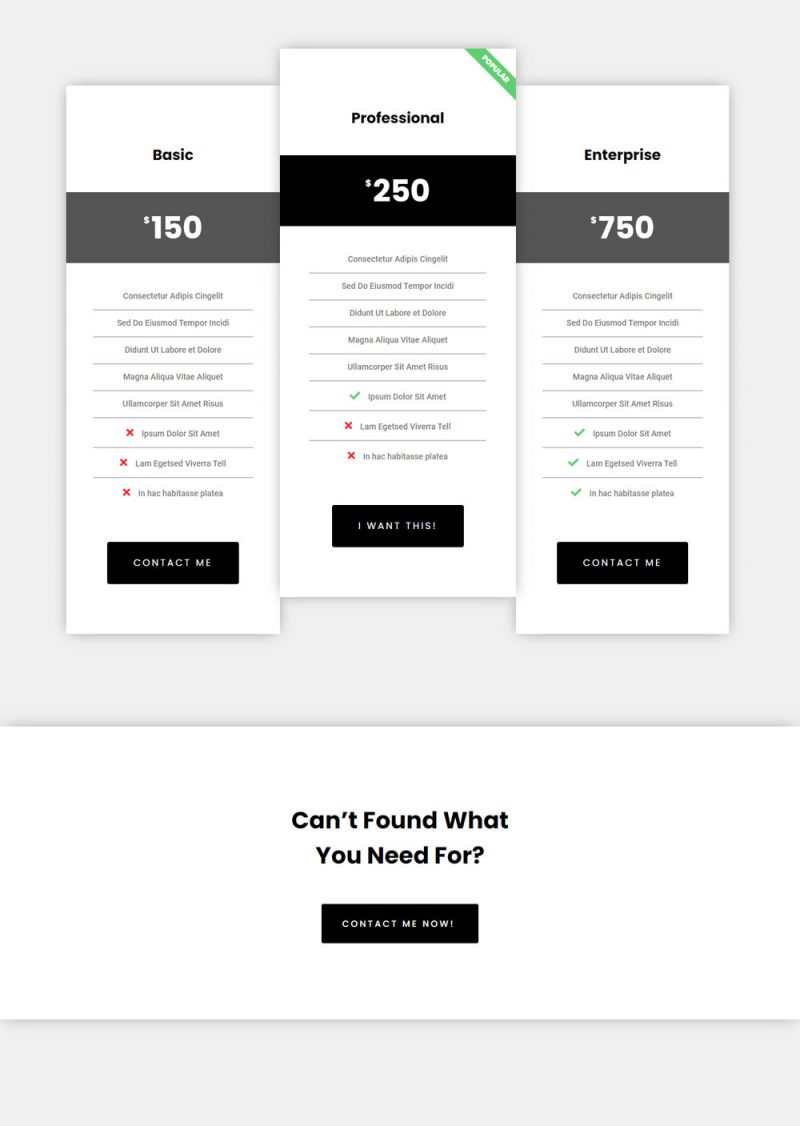 Basic
$150
Consectetur Adipis Cingelit
Sed Do Eiusmod Tempor Incidi
Didunt Ut Labore et Dolore
Magna Aliqua Vitae Aliquet
Ullamcorper Sit Amet Risus
Ipsum Dolor Sit Amet
Lam Egetsed Viverra Tell
In hac habitasse platea
CONTACT ME
POPULAR
Professional
$250
Consectetur Adipis Cingelit
Sed Do Eiusmod Tempor Incidi
Didunt Ut Labore et Dolore
Magna Aliqua Vitae Aliquet
Ullamcorper Sit Amet Risus
Ipsum Dolor Sit Amet
Lam Egetsed Viverra Tell
In hac habitasse platea
I WANT THIS!
Enterprise
$750
Consectetur Adipis Cingelit
Sed Do Eiusmod Tempor Incidi
Didunt Ut Labore et Dolore
Magna Aliqua Vitae Aliquet
Ullamcorper Sit Amet Risus
Ipsum Dolor Sit Amet
Lam Egetsed Viverra Tell
In hac habitasse platea
CONTACT ME
Can’t Found What
You Need For?
CONTACT ME NOW!